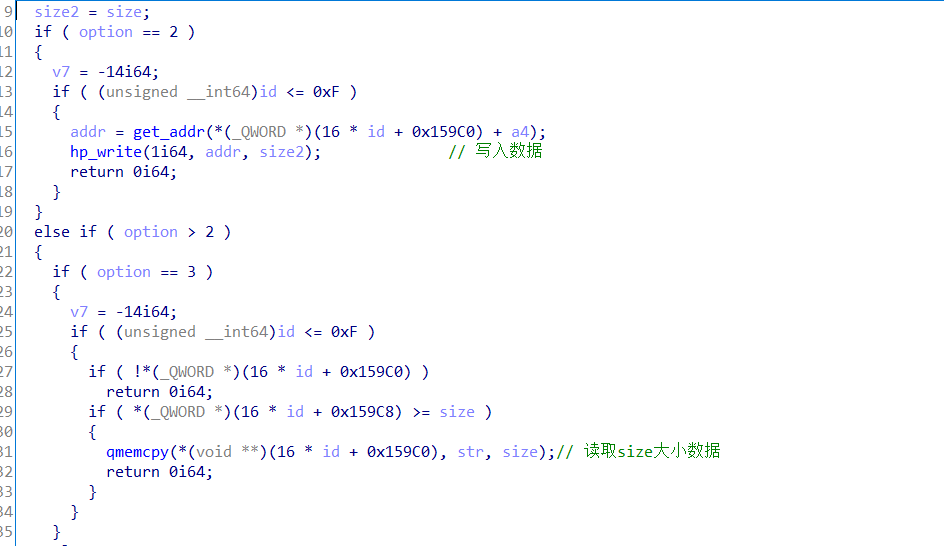 9 size2 = size;
10 if ( option == 2 )
11 {
12 v7 = -14i64;
13 if ( (unsigned __int64)id <= 0xF )
14 {
15 addr = get_addr(*(_QWORD *)(16 * id + 0x159C0) + a4);
16 hp_write(1i64, addr, size2); // 写入数据
17 return 0i64;
18 }
19 }
20 else if ( option > 2 )
21 {
22 if ( option == 3 )
23 {
24 v7 = -14i64;
25 if ( (unsigned __int64)id <= 0xF )
26 {
27 if ( !*(_QWORD *)(16 * id + 0x159C0) )
28 return 0i64;
29 if ( *(_QWORD *)(16 * id + 0x159C8) >= size )
30 {
31 qmemcpy(*(void **)(16 * id + 0x159C0), str, size);// 读取size大小数据
32 return 0i64;
33 }
34 }
35 }